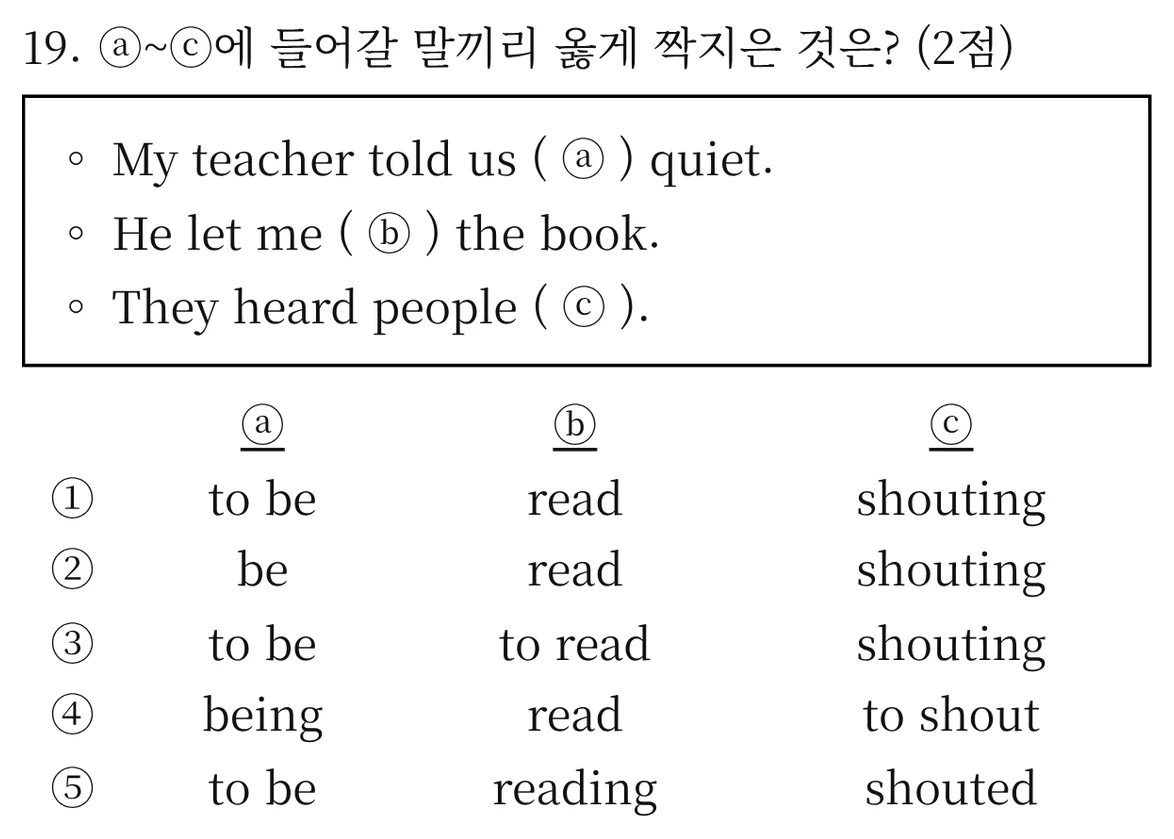 19. ⓐ~ⓒ에 들어갈 말끼리 옳게 짝지은 것은? (2점)
◦ My teacher told us ( ⓐ ) quiet.
◦ He let me ( ⓑ ) the book.
◦ They heard people ( ⓒ ).
ⓐ ⓑ ⓒ
① to be read shouting
② be read shouting
③ to be to read shouting
④ being read to shout
⑤ to be reading shouted